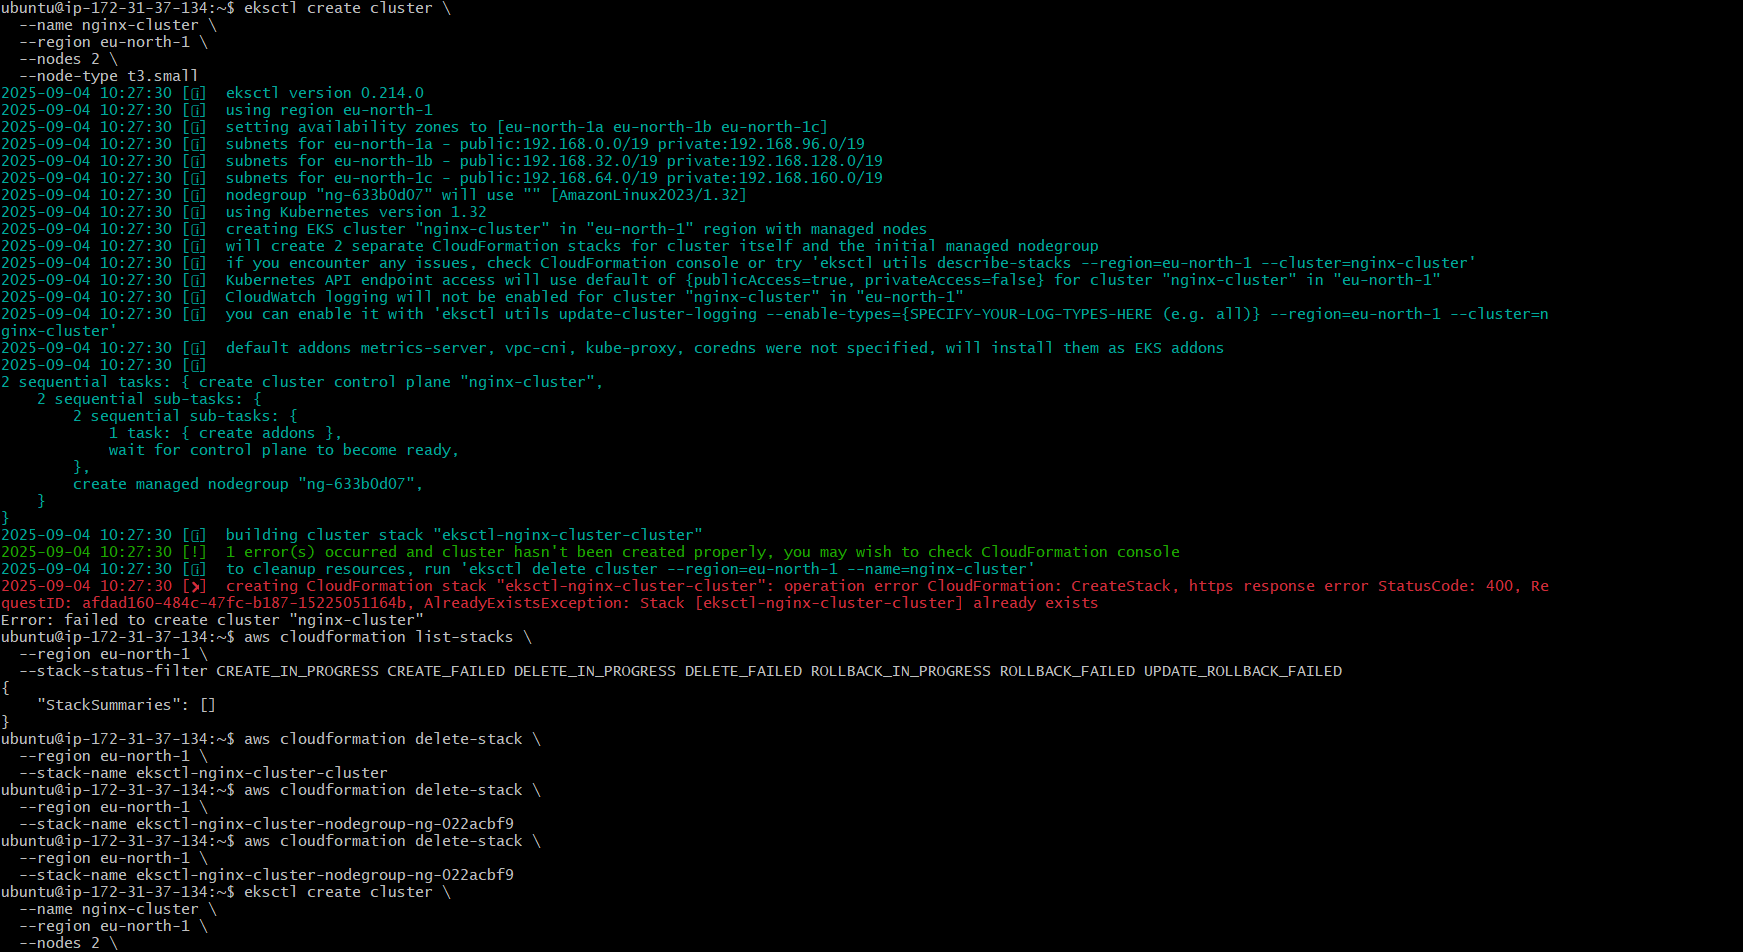 ubuntu@ip-172-31-37-134:~$ eksctl create cluster \
  --name nginx-cluster \
  --region eu-north-1 \
  --nodes 2 \
  --node-type t3.small
2025-09-04 10:27:30 [ℹ]  eksctl version 0.214.0
2025-09-04 10:27:30 [ℹ]  using region eu-north-1
2025-09-04 10:27:30 [ℹ]  setting availability zones to [eu-north-1a eu-north-1b eu-north-1c]
2025-09-04 10:27:30 [ℹ]  subnets for eu-north-1a - public:192.168.0.0/19 private:192.168.96.0/19
2025-09-04 10:27:30 [ℹ]  subnets for eu-north-1b - public:192.168.32.0/19 private:192.168.128.0/19
2025-09-04 10:27:30 [ℹ]  subnets for eu-north-1c - public:192.168.64.0/19 private:192.168.160.0/19
2025-09-04 10:27:30 [ℹ]  nodegroup "ng-633b0d07" will use "" [AmazonLinux2023/1.32]
2025-09-04 10:27:30 [ℹ]  using Kubernetes version 1.32
2025-09-04 10:27:30 [ℹ]  creating EKS cluster "nginx-cluster" in "eu-north-1" region with managed nodes
2025-09-04 10:27:30 [ℹ]  will create 2 separate CloudFormation stacks for cluster itself and the initial managed nodegroup
2025-09-04 10:27:30 [ℹ]  if you encounter any issues, check CloudFormation console or try 'eksctl utils describe-stacks --region=eu-north-1 --cluster=nginx-cluster'
2025-09-04 10:27:30 [ℹ]  Kubernetes API endpoint access will use default of {publicAccess=true, privateAccess=false} for cluster "nginx-cluster" in "eu-north-1"
2025-09-04 10:27:30 [ℹ]  CloudWatch logging will not be enabled for cluster "nginx-cluster" in "eu-north-1"
2025-09-04 10:27:30 [ℹ]  you can enable it with 'eksctl utils update-cluster-logging --enable-types={SPECIFY-YOUR-LOG-TYPES-HERE (e.g. all)} --region=eu-north-1 --cluster=n
ginx-cluster'
2025-09-04 10:27:30 [ℹ]  default addons metrics-server, vpc-cni, kube-proxy, coredns were not specified, will install them as EKS addons
2025-09-04 10:27:30 [ℹ]
2 sequential tasks: { create cluster control plane "nginx-cluster",
    2 sequential sub-tasks: {
        2 sequential sub-tasks: {
            1 task: { create addons },
            wait for control plane to become ready,
        },
        create managed nodegroup "ng-633b0d07",
    }
}
2025-09-04 10:27:30 [ℹ]  building cluster stack "eksctl-nginx-cluster-cluster"
2025-09-04 10:27:30 [!]  1 error(s) occurred and cluster hasn't been created properly, you may wish to check CloudFormation console
2025-09-04 10:27:30 [ℹ]  to cleanup resources, run 'eksctl delete cluster --region=eu-north-1 --name=nginx-cluster'
2025-09-04 10:27:30 [✖]  creating CloudFormation stack "eksctl-nginx-cluster-cluster": operation error CloudFormation: CreateStack, https response error StatusCode: 400, Re
questID: afdad160-484c-47fc-b187-15225051164b, AlreadyExistsException: Stack [eksctl-nginx-cluster-cluster] already exists
Error: failed to create cluster "nginx-cluster"
ubuntu@ip-172-31-37-134:~$ aws cloudformation list-stacks \
  --region eu-north-1 \
  --stack-status-filter CREATE_IN_PROGRESS CREATE_FAILED DELETE_IN_PROGRESS DELETE_FAILED ROLLBACK_IN_PROGRESS ROLLBACK_FAILED UPDATE_ROLLBACK_FAILED
{
    "StackSummaries": []
}
ubuntu@ip-172-31-37-134:~$ aws cloudformation delete-stack \
  --region eu-north-1 \
  --stack-name eksctl-nginx-cluster-cluster
ubuntu@ip-172-31-37-134:~$ aws cloudformation delete-stack \
  --region eu-north-1 \
  --stack-name eksctl-nginx-cluster-nodegroup-ng-022acbf9
ubuntu@ip-172-31-37-134:~$ aws cloudformation delete-stack \
  --region eu-north-1 \
  --stack-name eksctl-nginx-cluster-nodegroup-ng-022acbf9
ubuntu@ip-172-31-37-134:~$ eksctl create cluster \
  --name nginx-cluster \
  --region eu-north-1 \
  --nodes 2 \